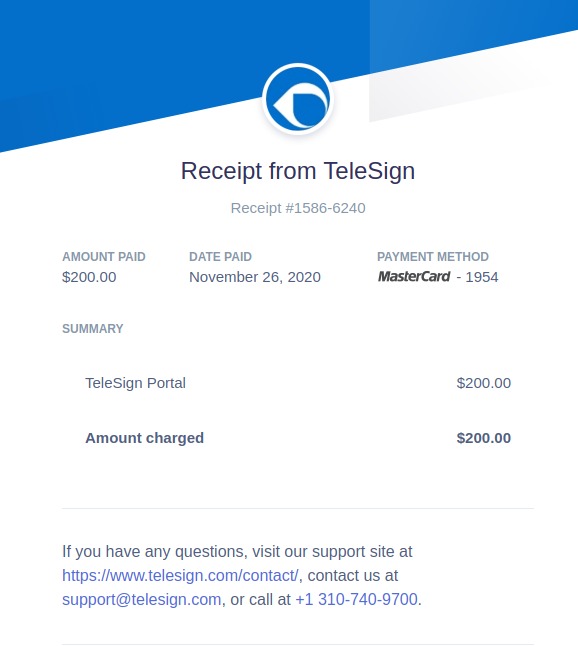 Receipt from TeleSign
Receipt #1586-6240
AMOUNT PAID DATE PAID PAYMENT METHOD
$200.00 November 26, 2020 MasterCard - 1954
SUMMARY
TeleSign Portal $200.00
Amount charged $200.00
If you have any questions, visit our support site at
https://www.telesign.com/contact/, contact us at
support@telesign.com, or call at +1 310-740-9700.